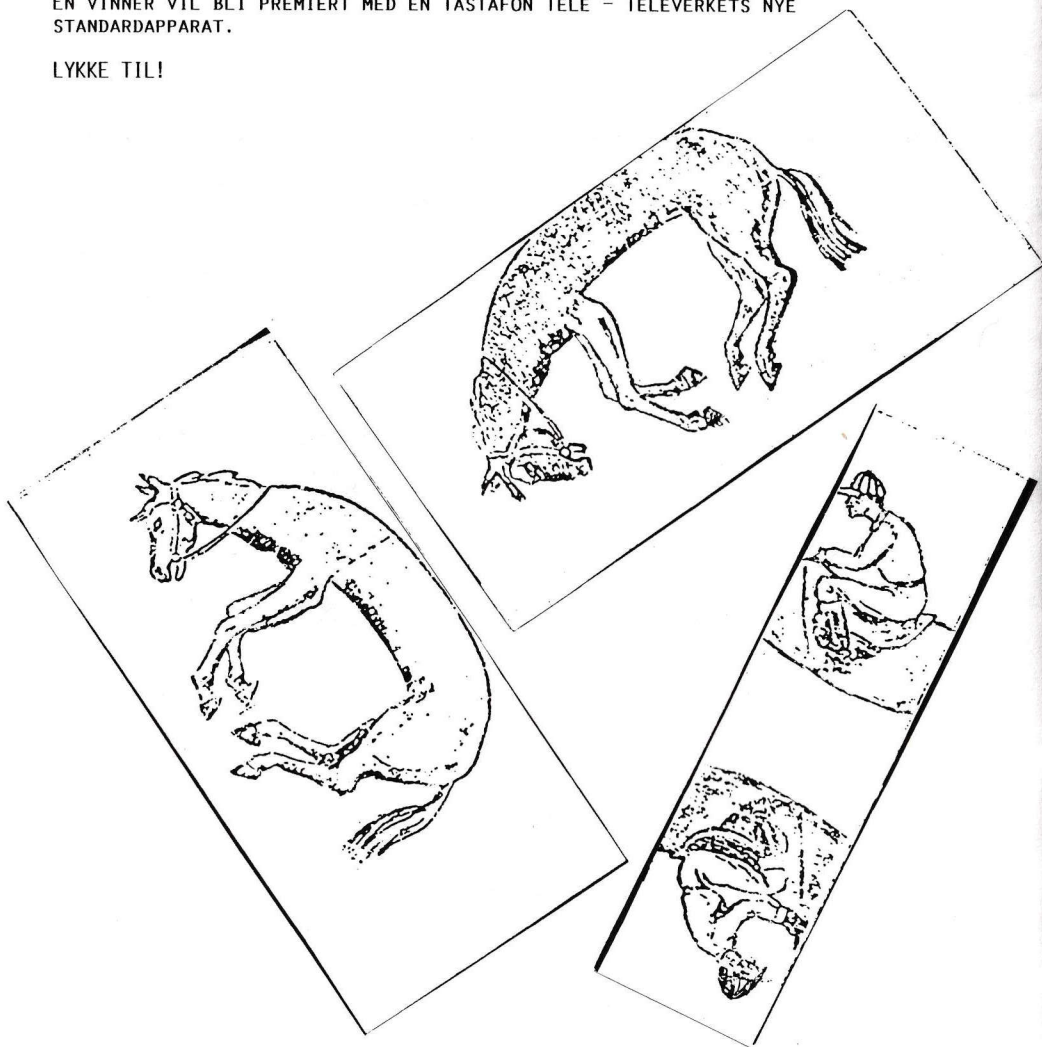 EN VINNER VIL BLI PREMIERT MED EN TASTAFON TELE - TELEVERKETS NYE
STANDARDAPPARAT.
LYKKE TIL!